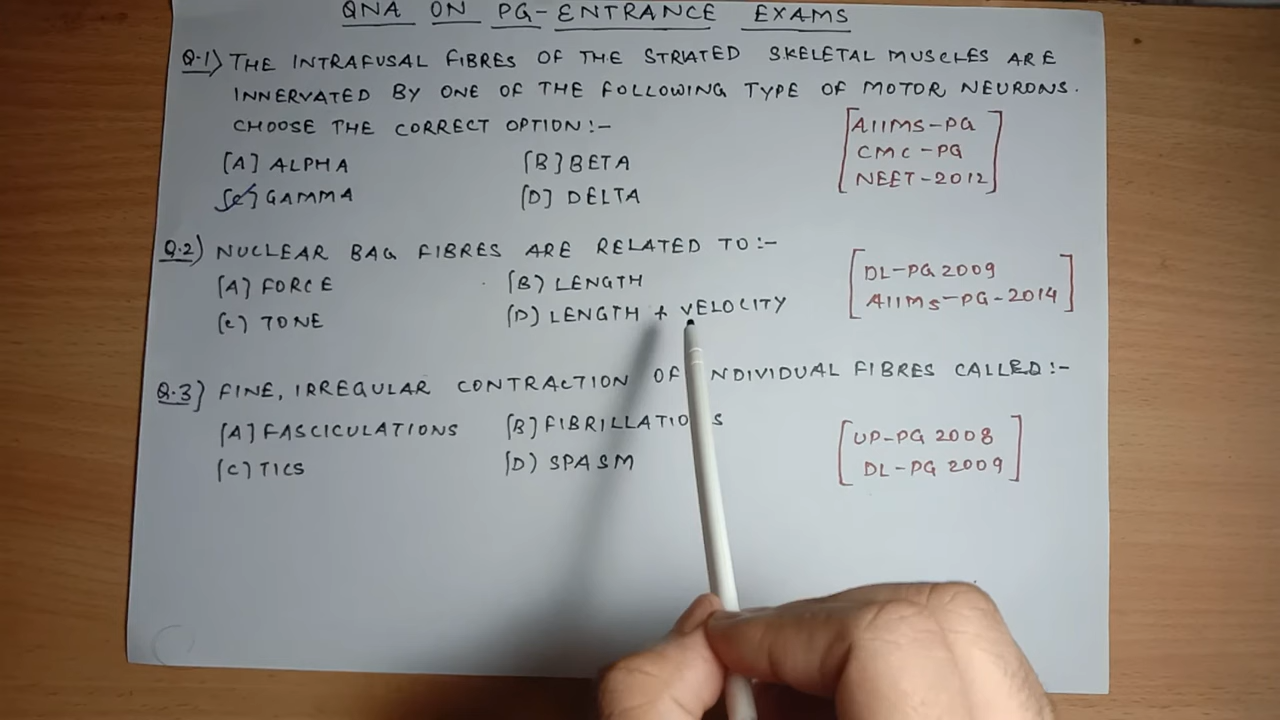 QNA ON PG-ENTRANCE EXAMS
Q.1) THE INTRAFUSAL FIBRES OF THE STRIATED SKELETAL MUSCLES ARE
INNERVATED BY ONE OF THE FOLLOWING TYPE OF MOTOR NEURONS.
CHOOSE THE CORRECT OPTION:-
[A] ALPHA [B] BETA
[C] GAMMA [D] DELTA
[AIIMS-PG
CMC-PG
NEET-2012]
Q.2) NUCLEAR BAG FIBRES ARE RELATED TO:-
[A] FORCE [B] LENGTH
[C] TONE [D] LENGTH + VELOCITY
[DL-PG 2009
AIIMS-PG-2014]
Q.3) FINE, IRREGULAR CONTRACTION OF NDIVIDUAL FIBRES CALLED:-
[A] FASCICULATIONS [B] FIBRILLATIO S
[C] TICS [D] SPASM
[UP-PG 2008
DL-PG 2009]